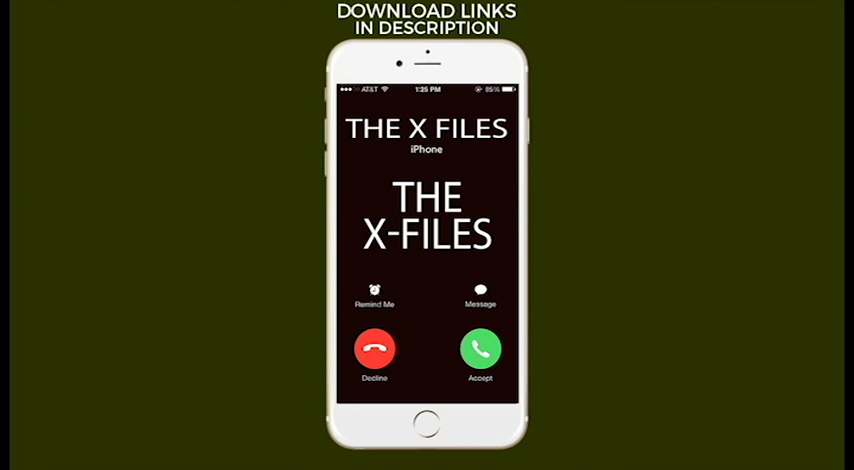 DOWNLOAD LINKS
IN DESCRIPTION
AT&T 1:25 PM 85%
THE X FILES
iPhone
THE
X-FILES
Remind Me Message
Decline Accept